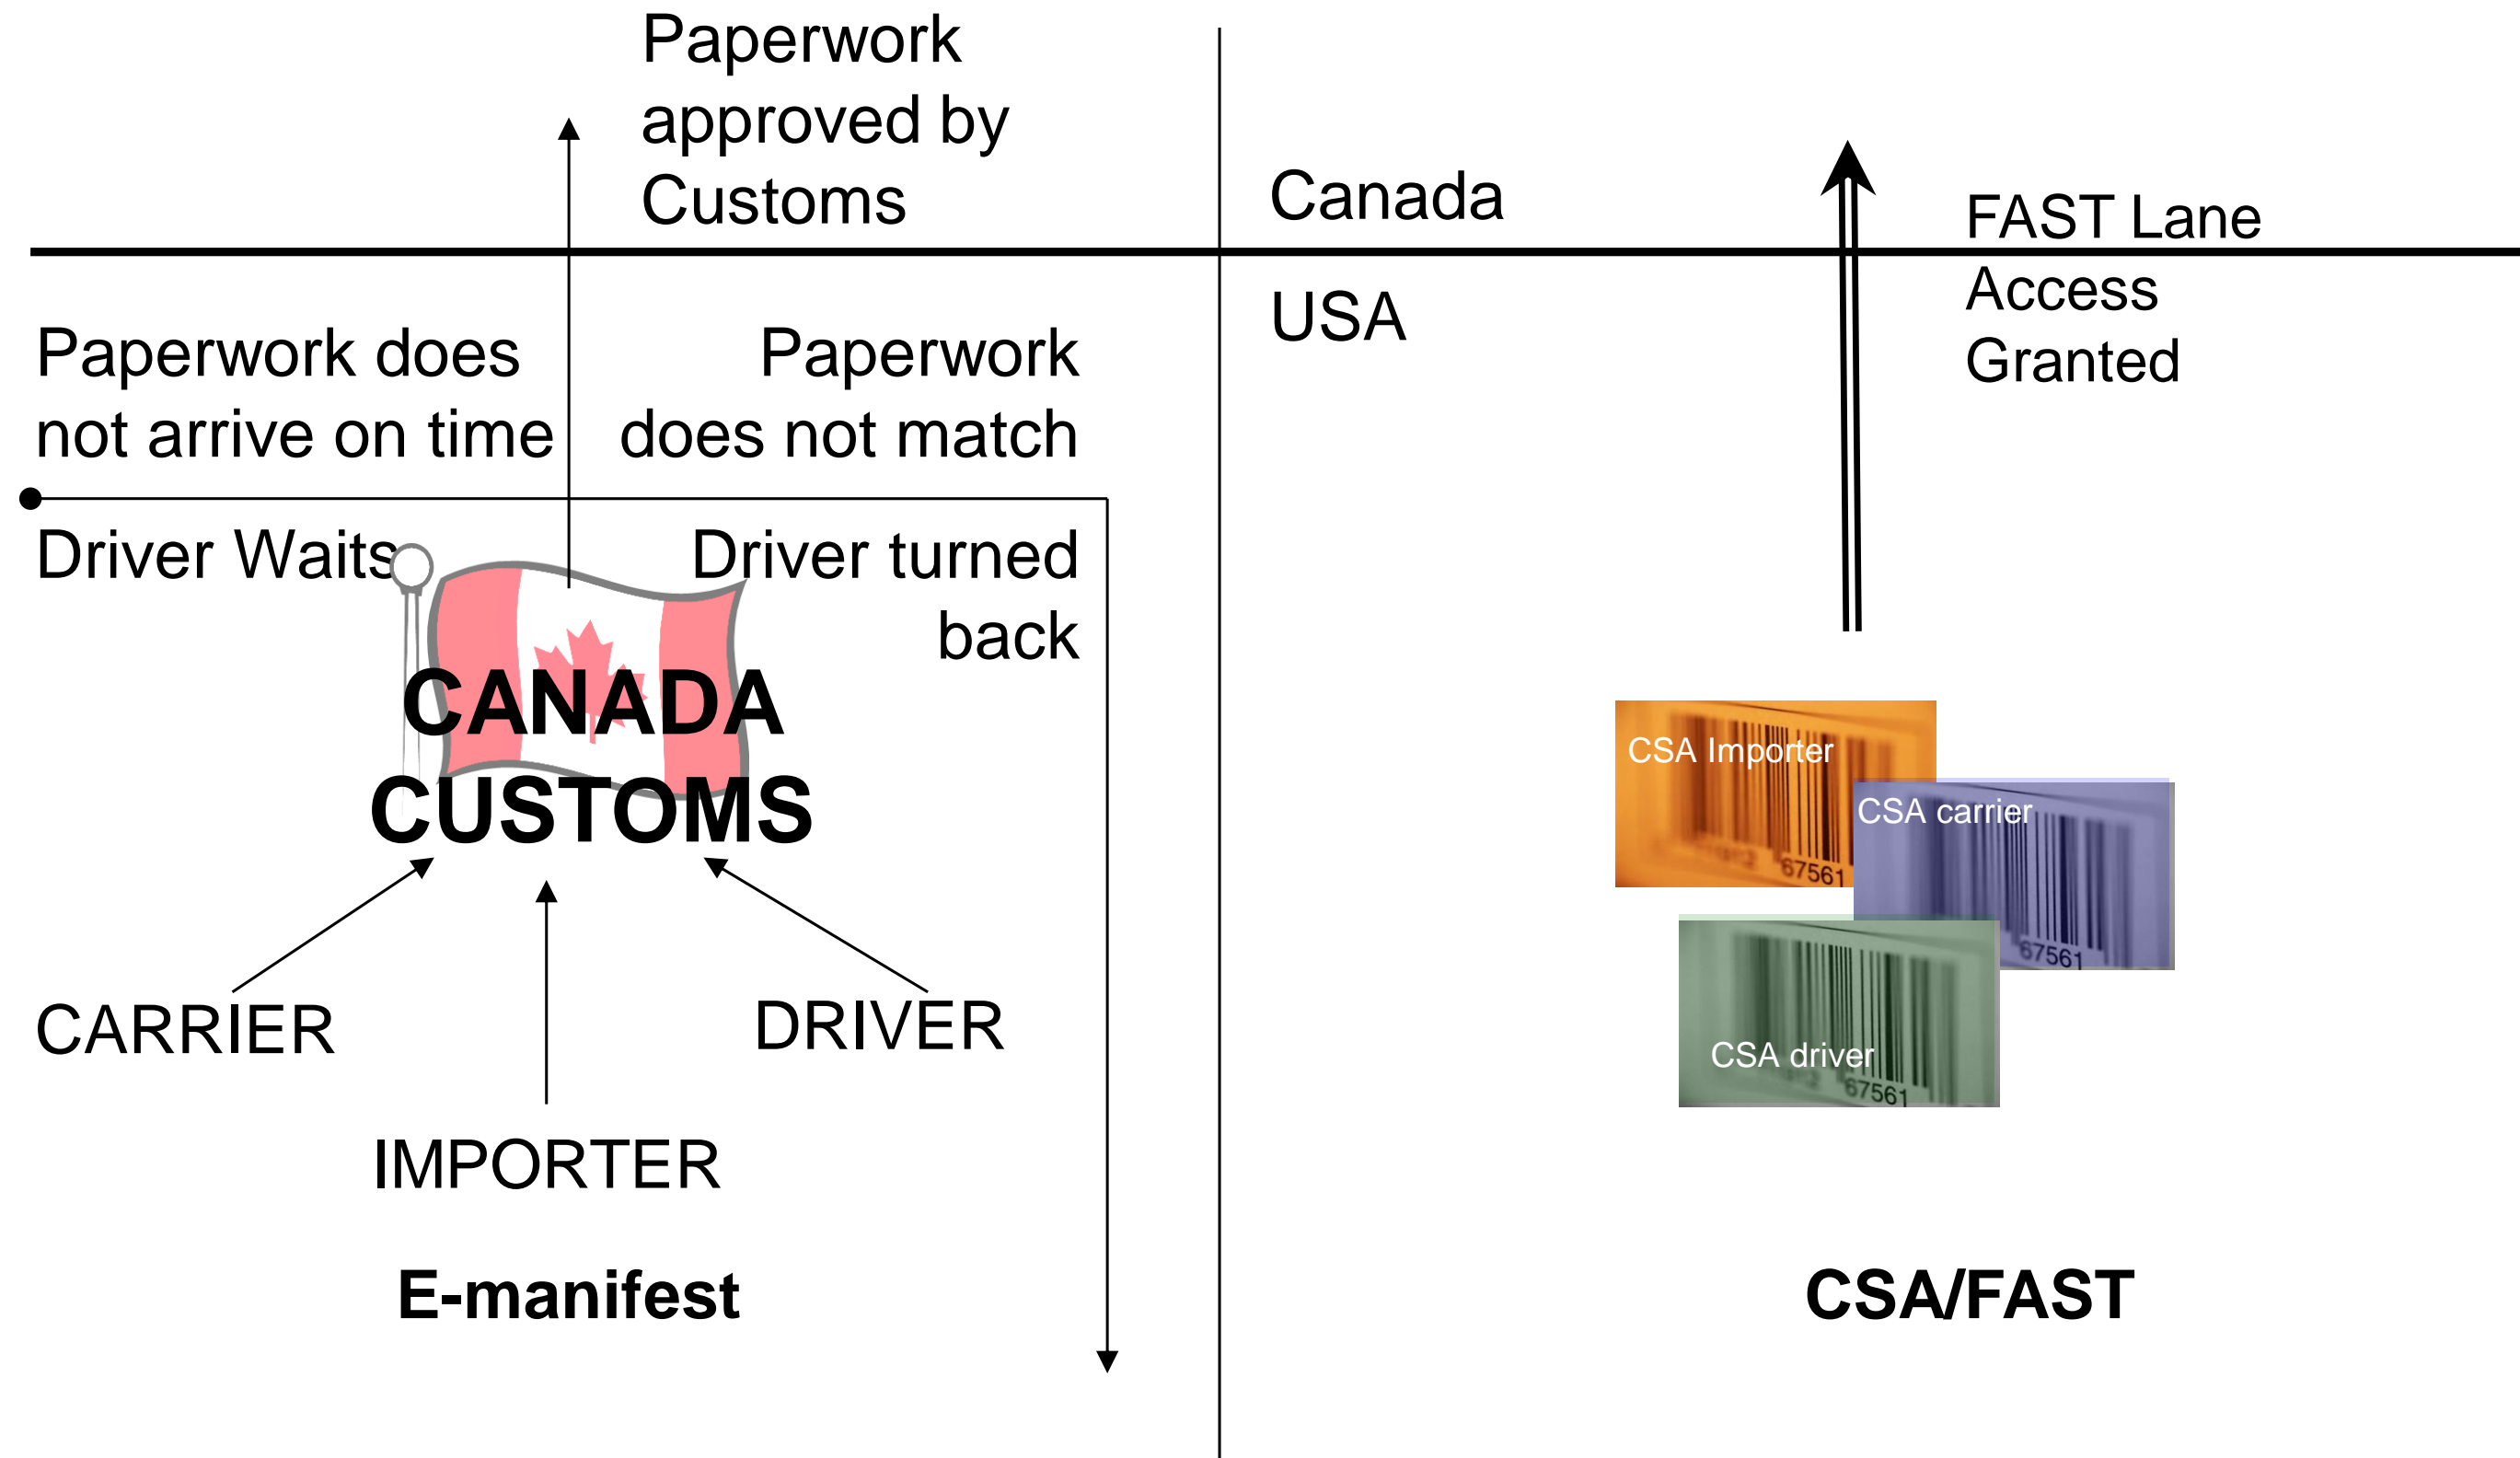 Paperwork
approved by
Customs
Paperwork does
not arrive on time
Paperwork
does not match
Driver Waits
Driver turned
back
CANADA
CUSTOMS
CARRIER
DRIVER
IMPORTER
E-manifest
Canada
USA
FAST Lane
Access
Granted
CSA Importer
67561
CSA carrier
67561
CSA driver
67561
CSA/FAST